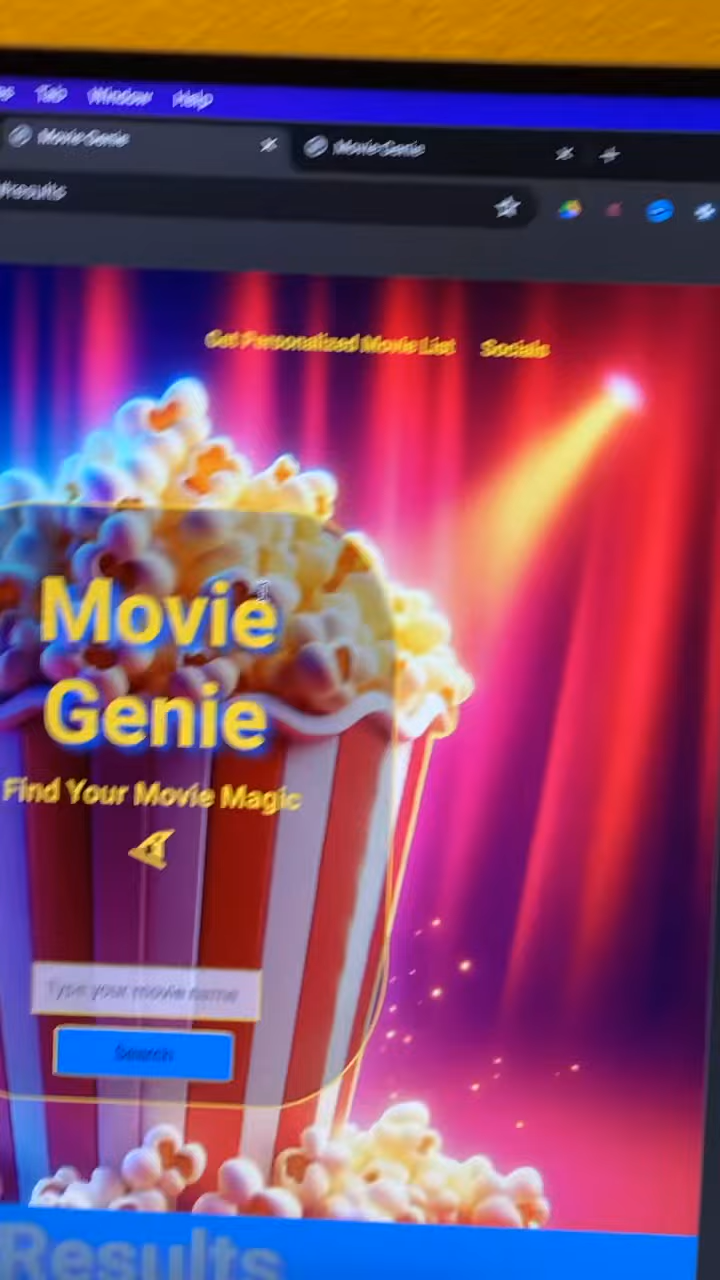 Tab Window Help
Movie Genie Movie Genie
#results
Get Personalized Movie List Socials
Movie
Genie
Find Your Movie Magic
Type your movie name
Search
Results